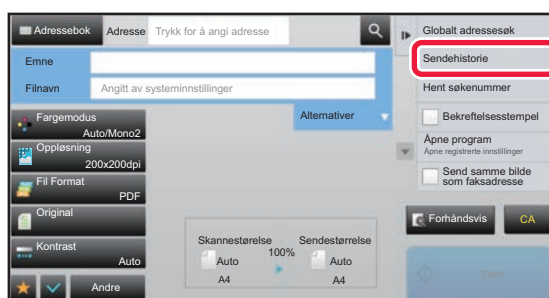 Adressebok
Adresse
Trykk for å angi adresse
Emne
Filnavn
Angitt av systeminnstillinger
Alternativer
Fargemodus
Auto/Mono2
Oppløsning
200x200dpi
Fil Format
PDF
Original
Kontrast
Auto
Andre
Skannestørelse
100%
Sendestørrelse
Auto
A4
Auto
A4
Globalt adressesøk
Sendehistorie
Hent søkenummer
Bekreftelsesstempel
Åpne program
Åpne registrerte innstillinger
Send samme bilde
som faksadresse
Forhåndsvis
CA
Start